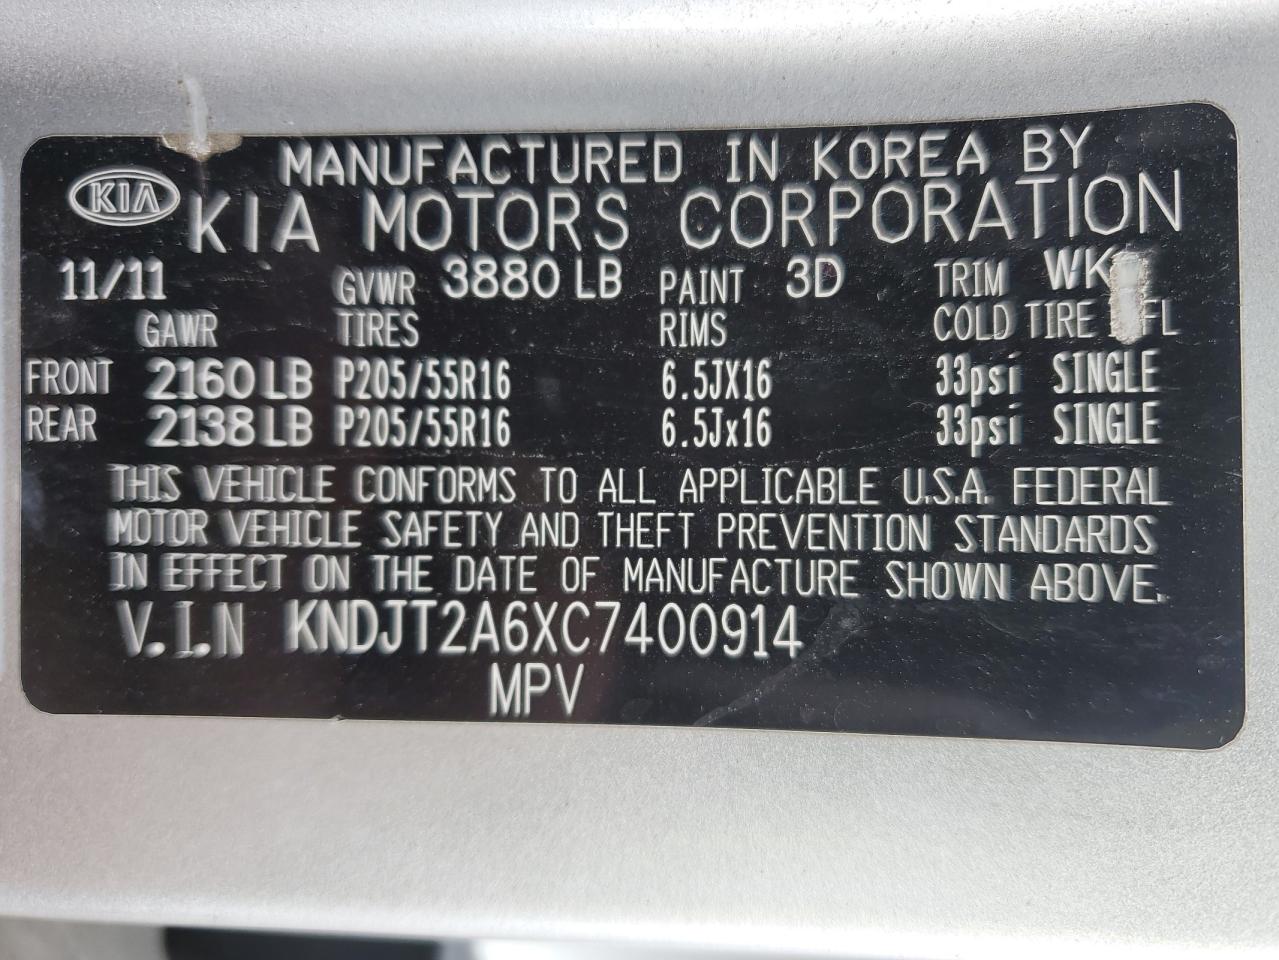 MANUFACTURED IN KOREA BY
KIA KIA MOTORS CORPORATION
11/11 GVWR 3880 LB PAINT 3D TRIM
GAWR TIRES RIMS COLD TIRE
FRONT 2160 LB P205/55R16 6.5JX16 33psi SINGLE
REAR 2138 LB P205/55R16 6.5Jx16 33psi SINGLE
THIS VEHICLE CONFORMS TO ALL APPLICABLE U.S.A. FEDERAL
MOTOR VEHICLE SAFETY AND THEFT PREVENTION STANDARDS
IN EFFECT ON THE DATE OF MANUFACTURE SHOWN ABOVE.
V.I.N KNDJT2A6XC7400914
MPV